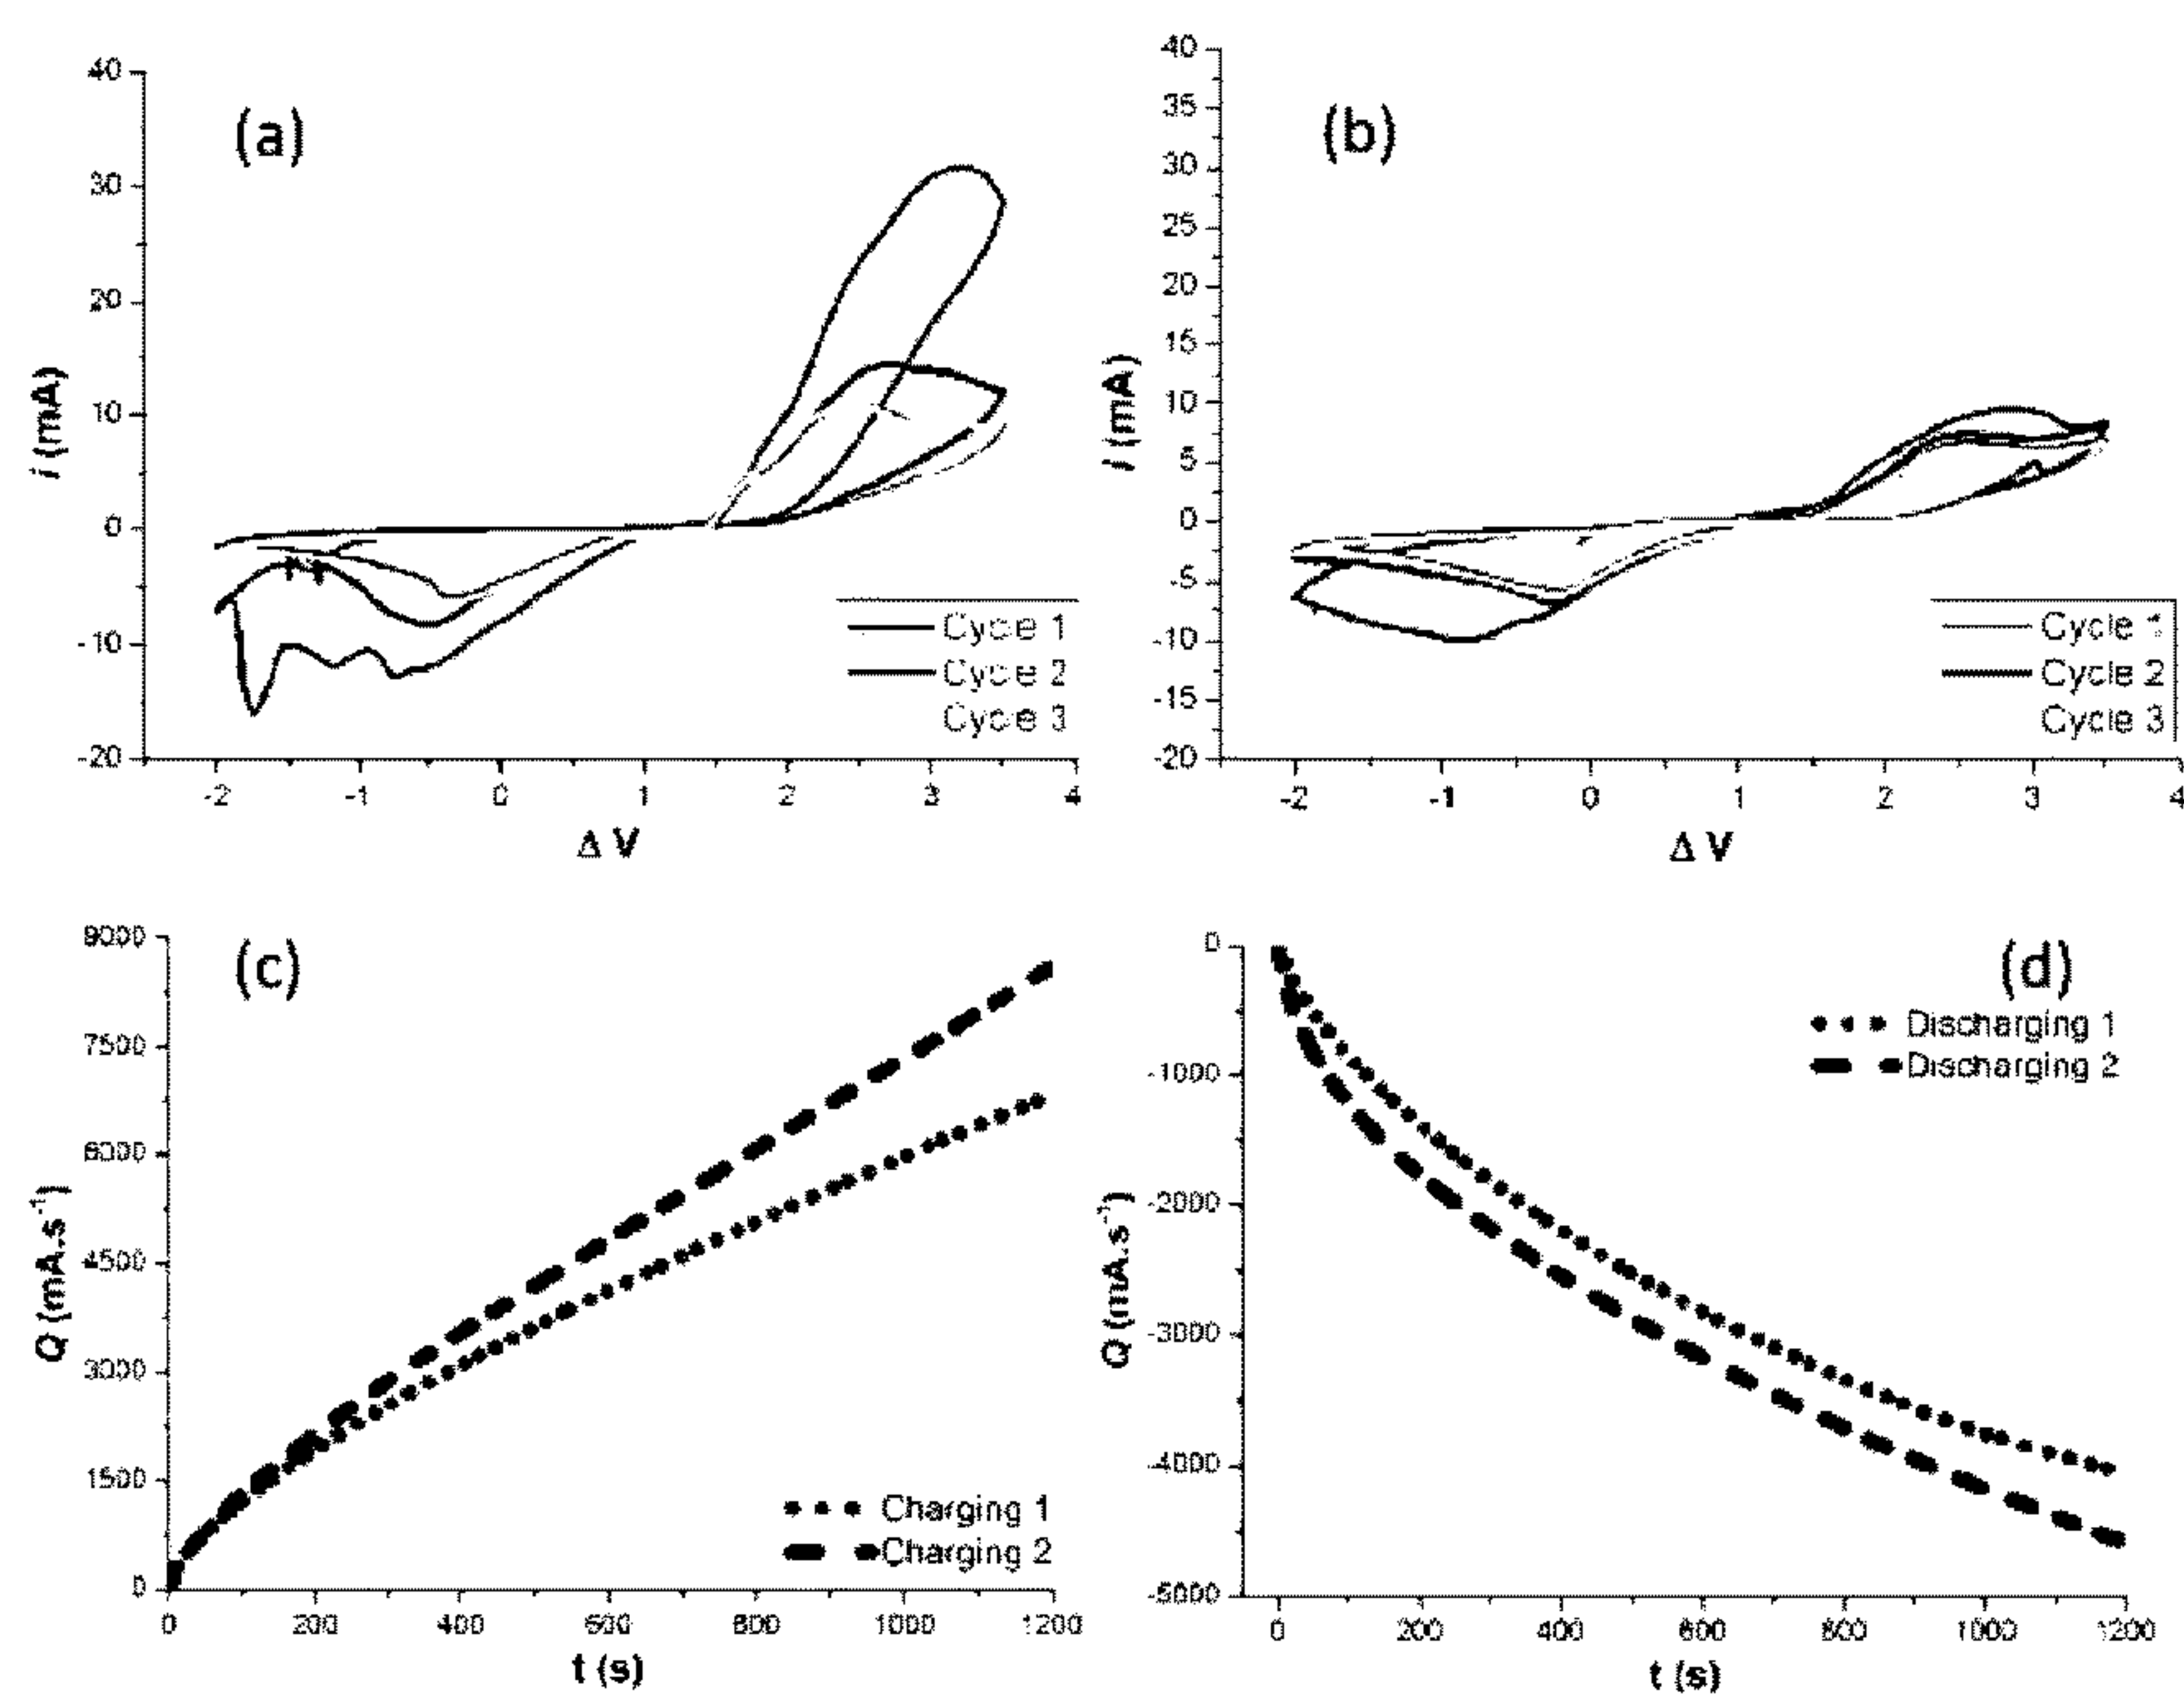 (a)
40
30
20
10
0
-10
-20
i (mA)
-2 -1 0 1 2 3 4
Δ V
Cycle 1
Cycle 2
Cycle 3
(b)
40
35
30
25
20
15
10
5
0
-5
-10
-15
-20
i (mA)
-2 -1 0 1 2 3 4
Δ V
Cycle 1
Cycle 2
Cycle 3
(c)
9000
7500
6000
4500
3000
1500
0
Q (mA.s⁻¹)
0 200 400 600 800 1000 1200
t (s)
Charging 1
Charging 2
(d)
0
-1000
-2000
-3000
-4000
-5000
Q (mA.s⁻¹)
0 200 400 600 800 1000 1200
t (s)
Discharging 1
Discharging 2